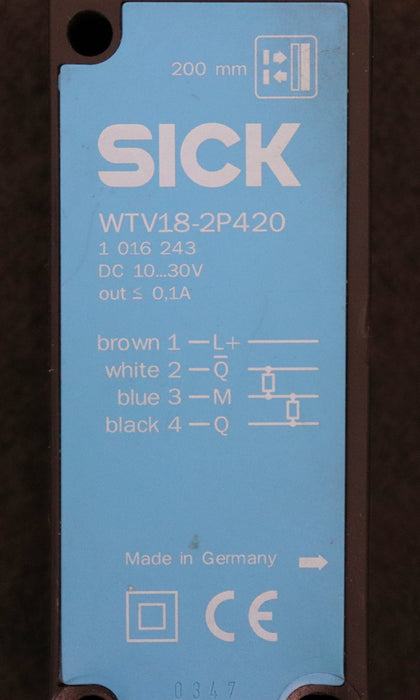 200 mm
SICK
WTV18-2P420
1 016 243
DC 10...30V
out ≤ 0,1A
brown 1 – L+
white 2 – Q̅
blue 3 – M
black 4 – Q
Made in Germany
CE
0347